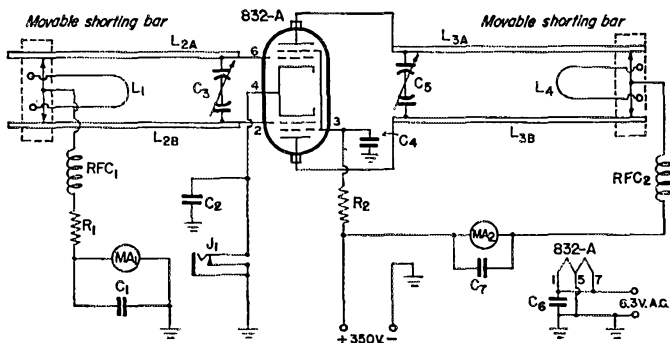 832-A
Movable shorting bar
Movable shorting bar
L2A
L3A
6
L1
C3
4
C5
L4
2
3
L2B
C4
L3B
RFC1
RFC2
C2
R2
R1
MA1
J1
MA2
832-A
C1
C7
1
5
7
C6
6.3V. A.C.
+ 350V. -